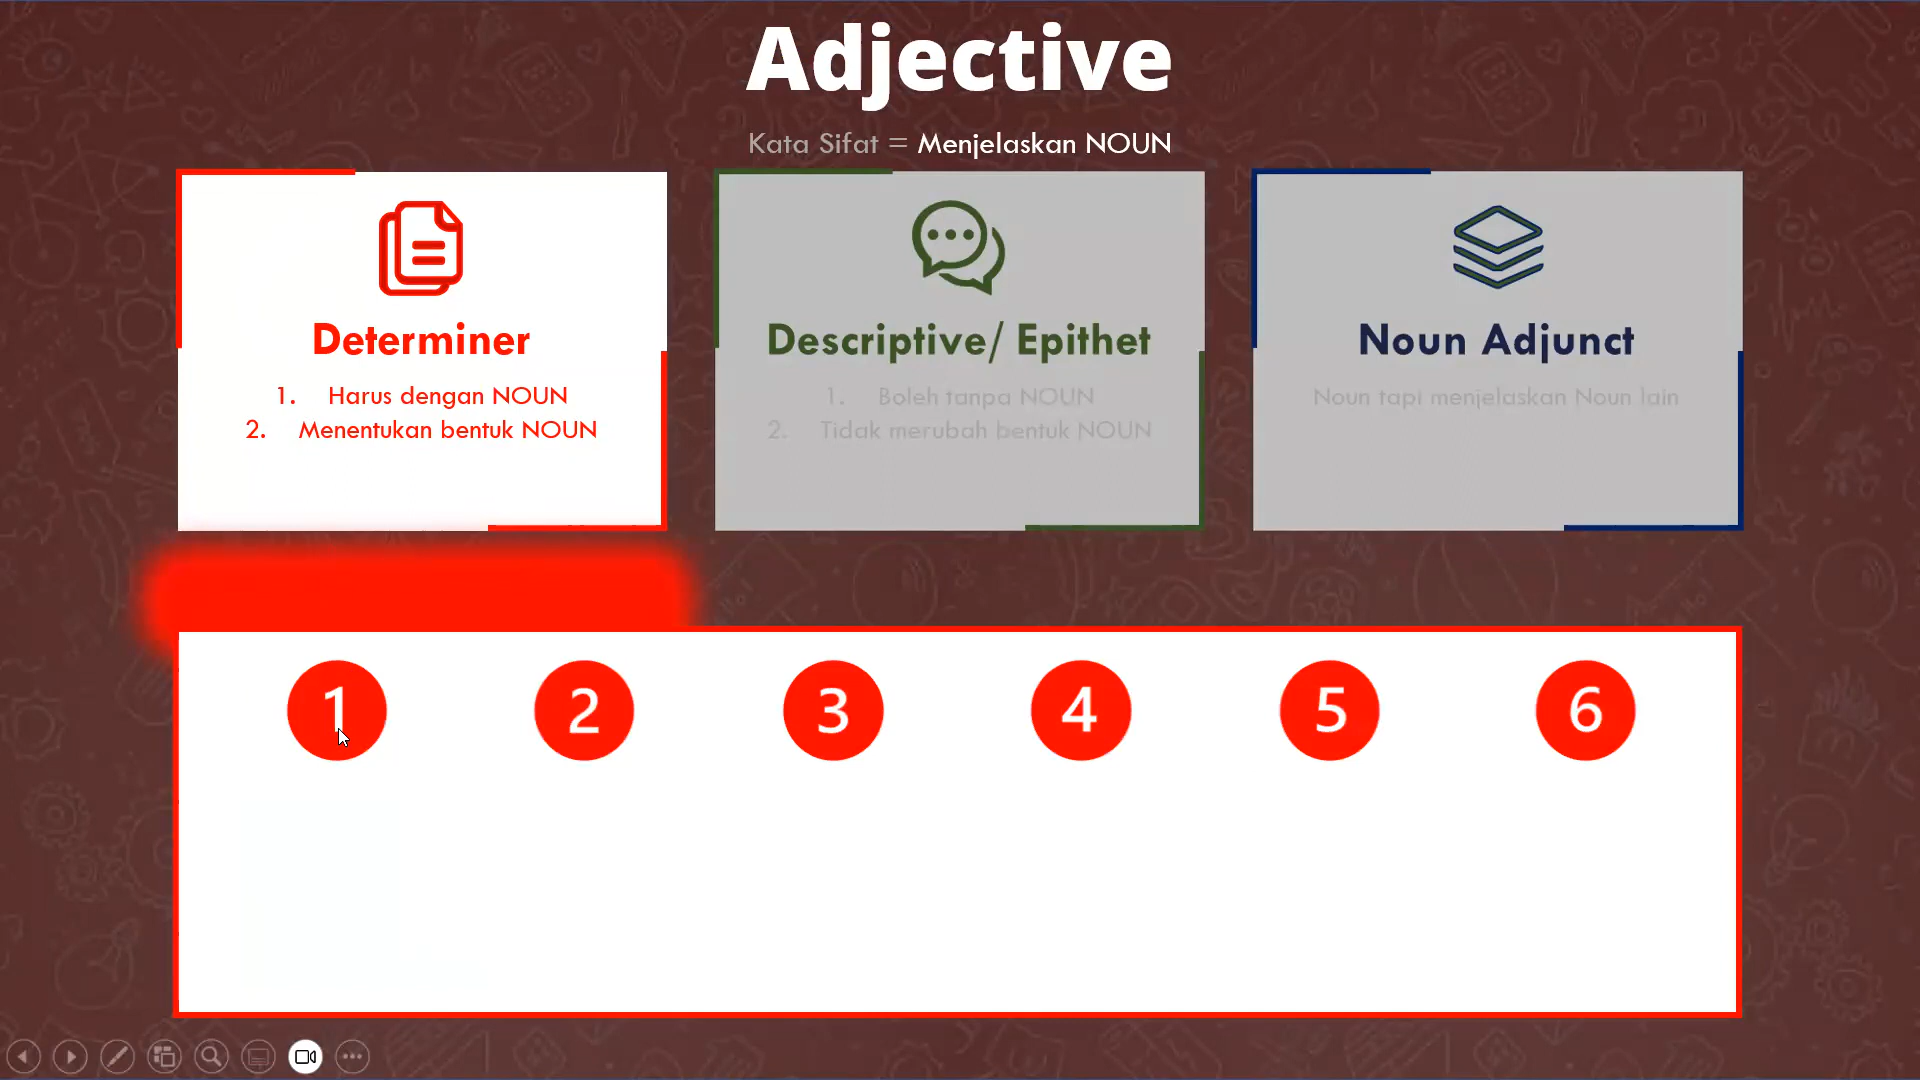 Adjective
Kata Sifat = Menjelaskan NOUN
Determiner
1. Harus dengan NOUN
2. Menentukan bentuk NOUN
Descriptive/ Epithet
1. Boleh tanpa NOUN
2. Tidak merubah bentuk NOUN
Noun Adjunct
Noun tapi menjelaskan Noun lain
1 2 3 4 5 6